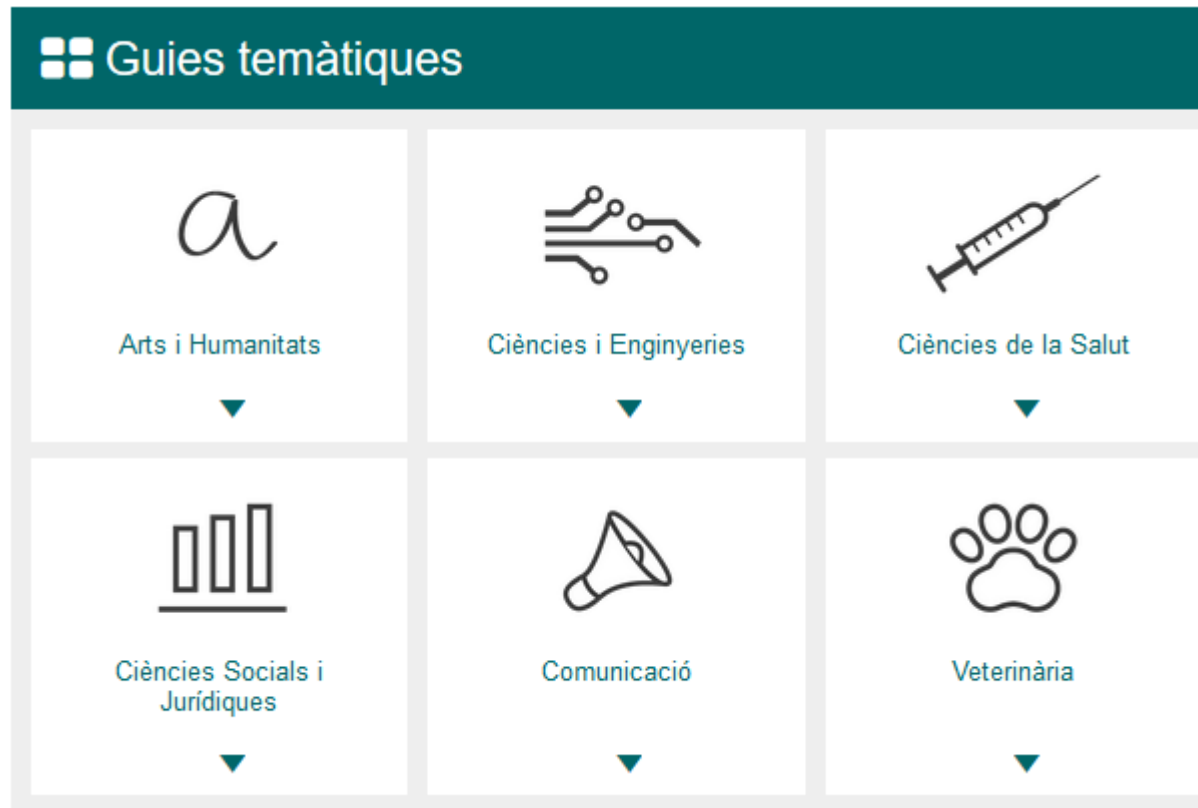 Guies temàtiques
Arts i Humanitats
Ciències i Enginyeries
Ciències de la Salut
Ciències Socials i
Jurídiques
Comunicació
Veterinària